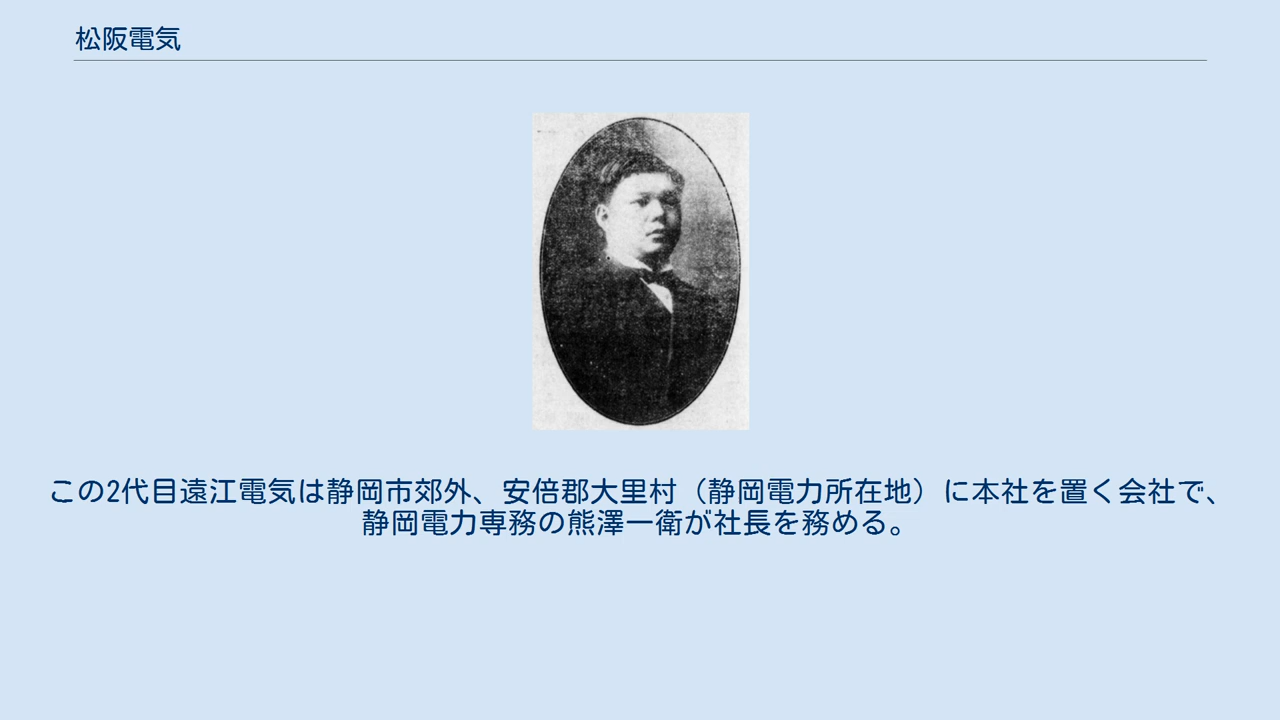 松阪電気
この2代目遠江電気は静岡市郊外、安倍郡大里村（静岡電力所在地）に本社を置く会社で、
静岡電力専務の熊澤一衛が社長を務める。